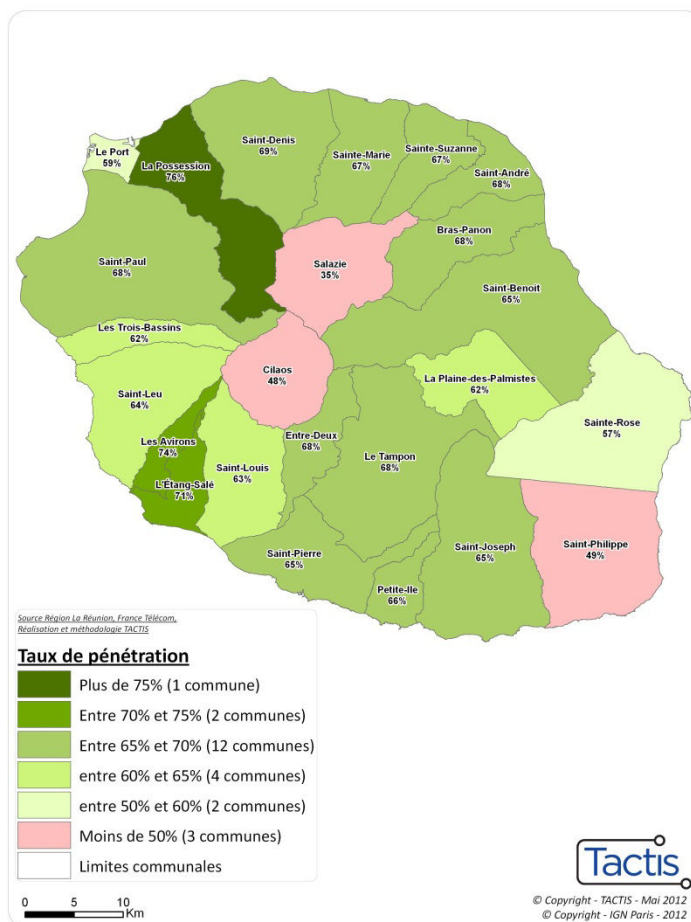 Saint-Denis
69%
Le Port
59%
La Possession
76%
Sainte-Marie
67%
Sainte-Suzanne
67%
Saint-André
68%
Bras-Panon
68%
Salazie
35%
Saint-Paul
68%
Saint-Benoit
65%
Les Trois-Bassins
62%
Cilaos
48%
La Plaine-des-Palmistes
62%
Saint-Leu
64%
Sainte-Rose
57%
Les Avirons
74%
Entre-Deux
68%
Le Tampon
68%
Saint-Louis
63%
L'Étang-Salé
71%
Saint-Philippe
49%
Saint-Pierre
65%
Saint-Joseph
65%
Petite-Ile
66%
Source Région La Réunion, France Télécom,
Réalisation et méthodologie TACTIS
Taux de pénétration
Plus de 75% (1 commune)
Entre 70% et 75% (2 communes)
Entre 65% et 70% (12 communes)
entre 60% et 65% (4 communes)
entre 50% et 60% (2 communes)
Moins de 50% (3 communes)
Limites communales
0 5 10
Km
Tactis
© Copyright - TACTIS - Mai 2012
© Copyright - IGN Paris - 2012